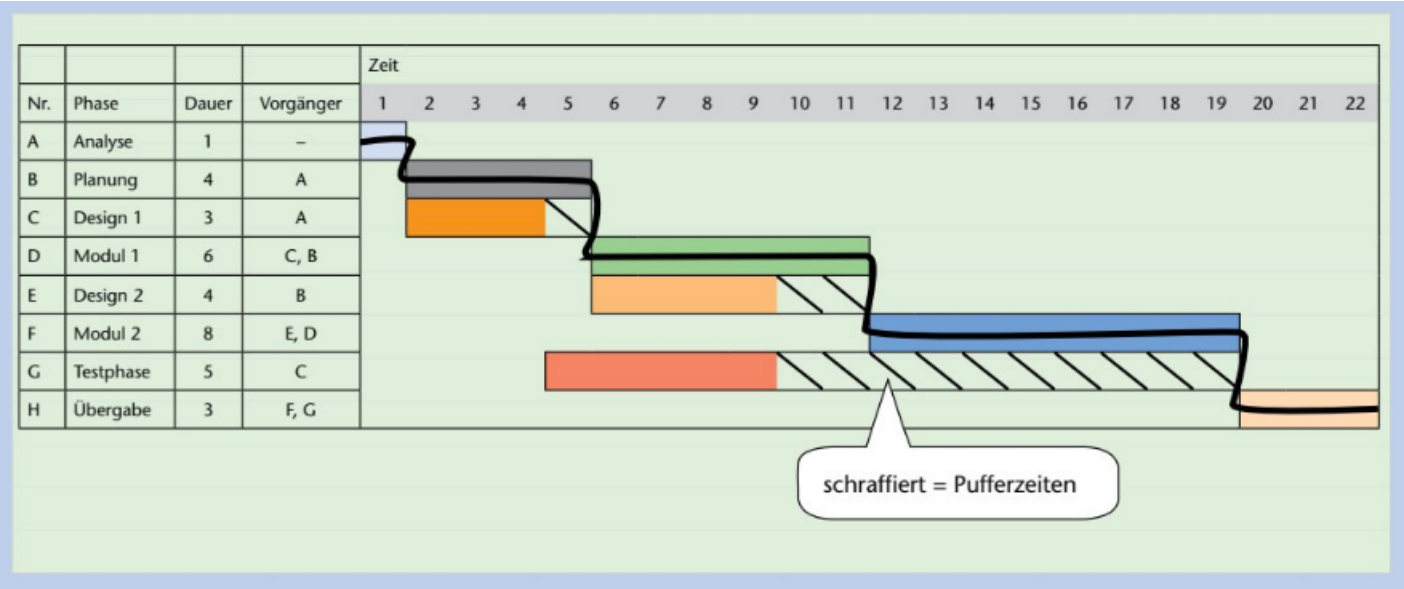 Zeit
Nr. Phase Dauer Vorgänger 1 2 3 4 5 6 7 8 9 10 11 12 13 14 15 16 17 18 19 20 21 22
A Analyse 1 –
B Planung 4 A
C Design 1 3 A
D Modul 1 6 C, B
E Design 2 4 B
F Modul 2 8 E, D
G Testphase 5 C
H Übergabe 3 F, G
schraffiert = Pufferzeiten